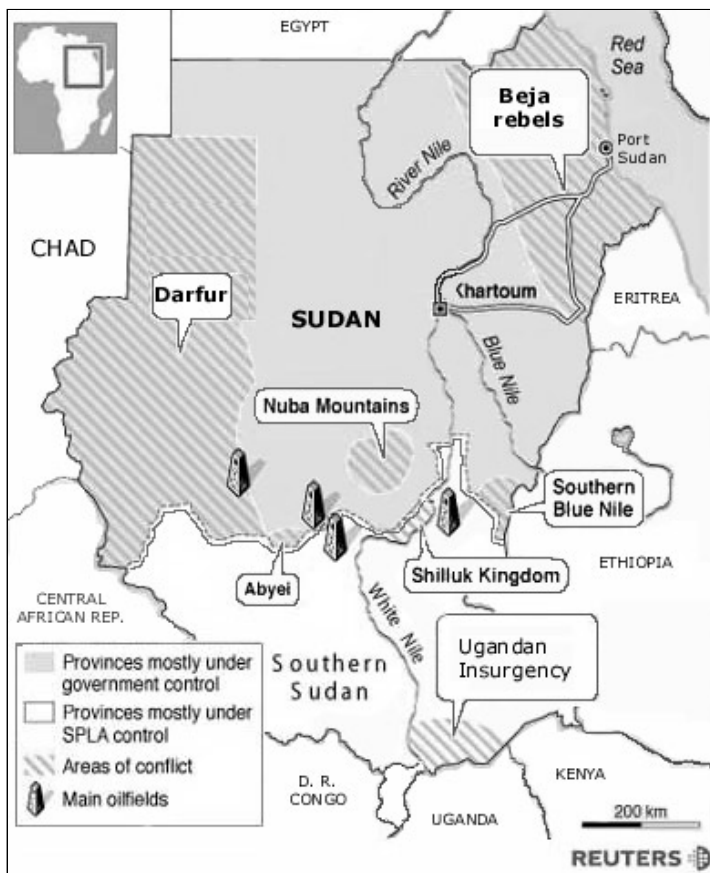 EGYPT
Red
Sea
Beja
rebels
Port
Sudan
River Nile
CHAD
Darfur
SUDAN
Khartoum
ERITREA
Blue Nile
Nuba Mountains
Southern
Blue Nile
Abyei
Shilluk Kingdom
ETHIOPIA
CENTRAL
AFRICAN REP.
White Nile
Southern
Sudan
Ugandan
Insurgency
Provinces mostly under
government control
Provinces mostly under
SPLA control
Areas of conflict
Main oilfields
D. R.
CONGO
UGANDA
KENYA
200 km
REUTERS